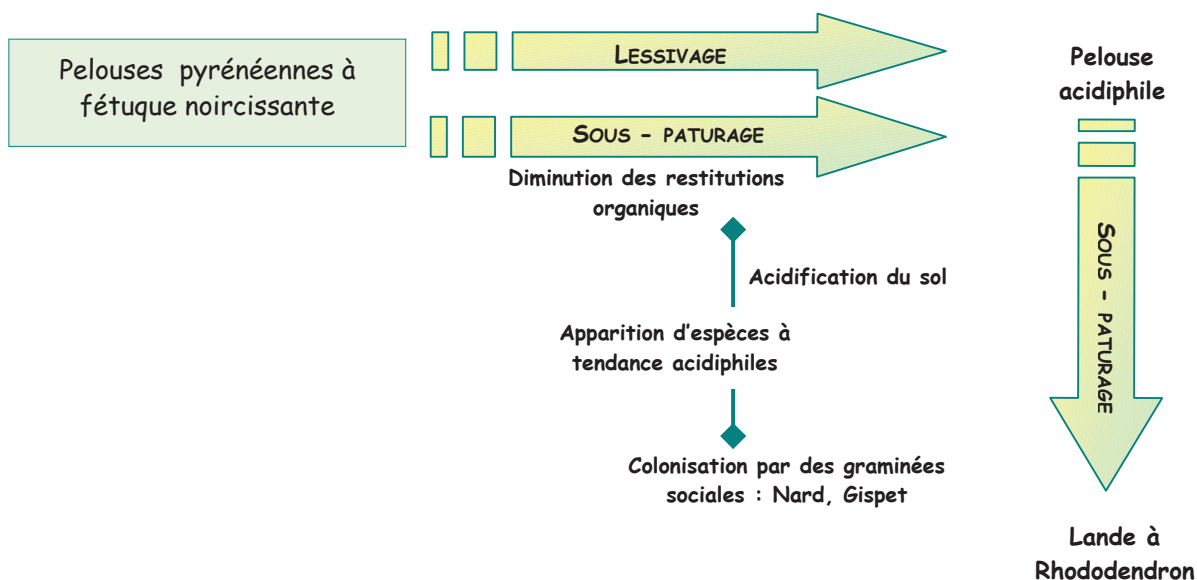 Pelouses pyrénéennes à
fétuque noircissante
LESSIVAGE
SOUS - PATURAGE
Diminution des restitutions
organiques
Acidification du sol
Apparition d'espèces à
tendance acidiphiles
Colonisation par des graminées
sociales : Nard, Gispet
Pelouse
acidiphile
SOUS - PATURAGE
Lande à
Rhododendron